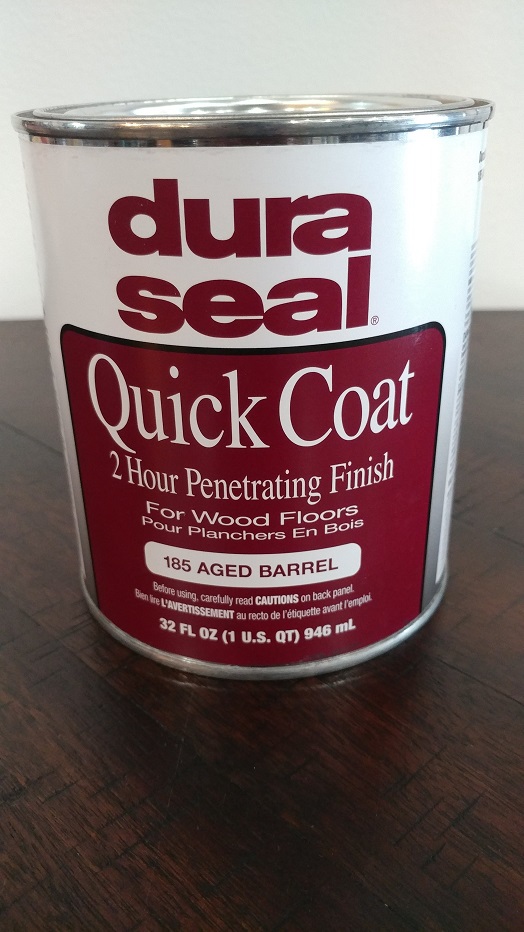 dura
seal®
Quick Coat
2 Hour Penetrating Finish
For Wood Floors
Pour Planchers En Bois
185 AGED BARREL
Before using, carefully read CAUTIONS on back panel.
Bien lire L'AVERTISSEMENT au recto de l'étiquette avant l'emploi.
32 FL OZ (1 U.S. QT) 946 mL